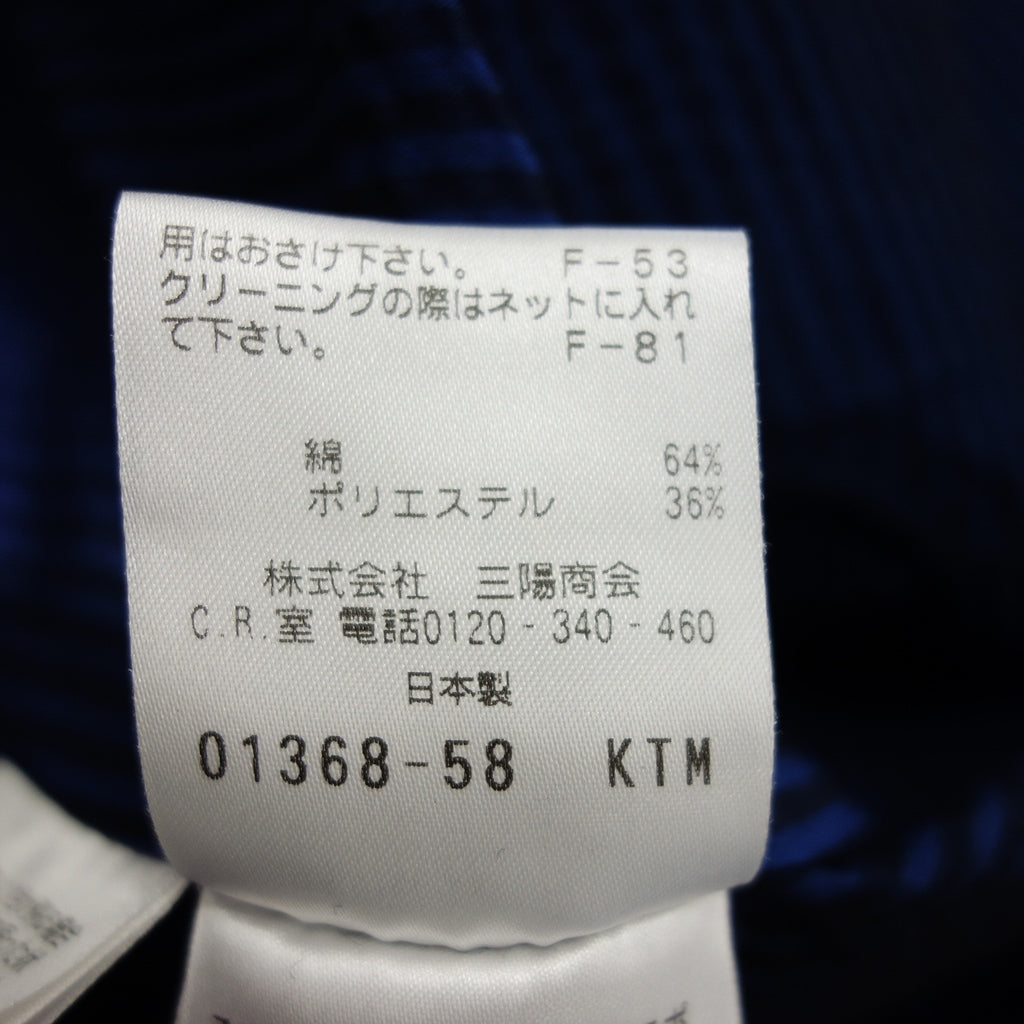 用はおさけ下さい。 F-53
クリーニングの際はネットに入れ
て下さい。 F-81
綿 64%
ポリエステル 36%
株式会社 三陽商会
C.R.室 電話0120-340-460
日本製
01368-58 KTM